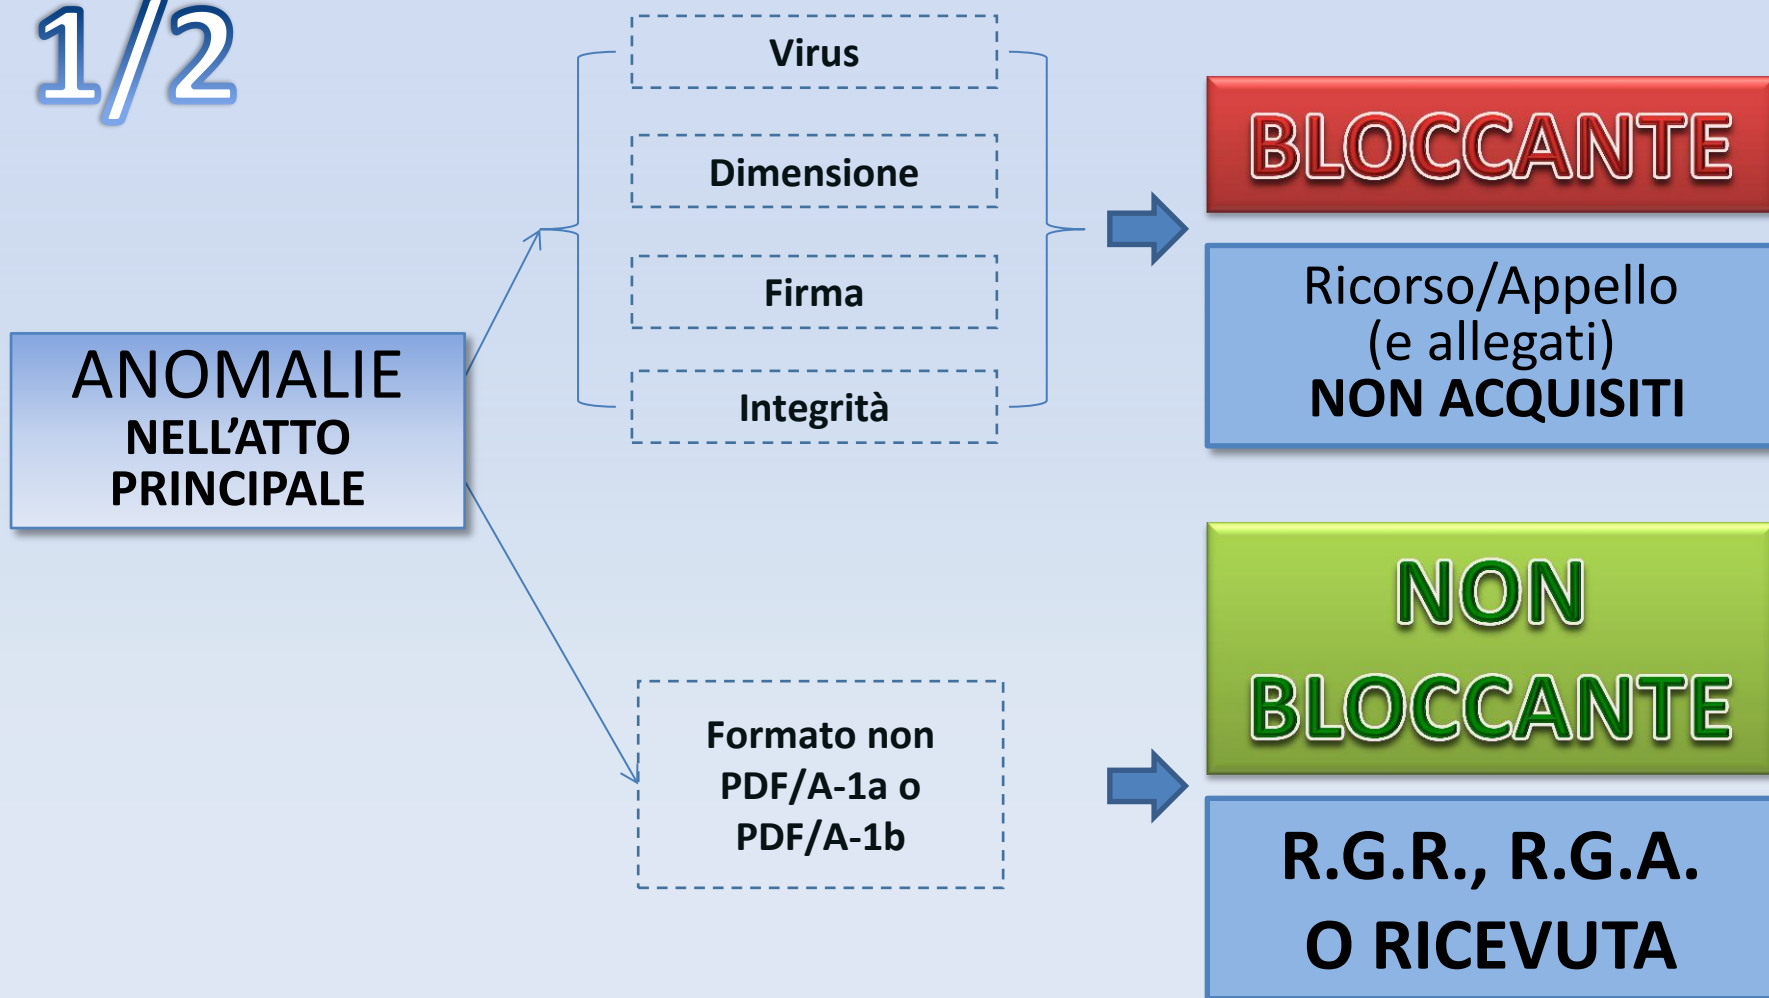 1/2
Virus
Dimensione
Firma
Integrità
ANOMALIE
NELL’ATTO
PRINCIPALE
BLOCCANTE
Ricorso/Appello
(e allegati)
NON ACQUISITI
Formato non
PDF/A-1a o
PDF/A-1b
NON
BLOCCANTE
R.G.R., R.G.A.
O RICEVUTA